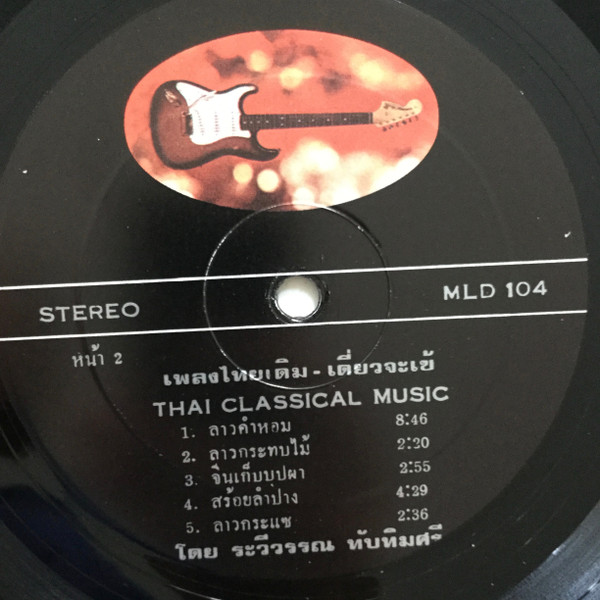 STEREO
MLD 104
หน้า 2
เพลงไทยเดิม - เดี่ยวจะเข้
THAI CLASSICAL MUSIC
1. ลาวคำหอม 8:46
2. ลาวกระทบไม้ 2:20
3. จีนเก็บบุปผา 2:55
4. สร้อยลำปาง 4:29
5. ลาวกระแซ 2:36
โดย ระวีวรรณ ทับทิมศรี